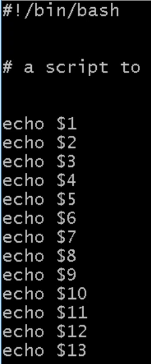 #!/bin/bash
# a script to
echo $1
echo $2
echo $3
echo $4
echo $5
echo $6
echo $7
echo $8
echo $9
echo $10
echo $11
echo $12
echo $13